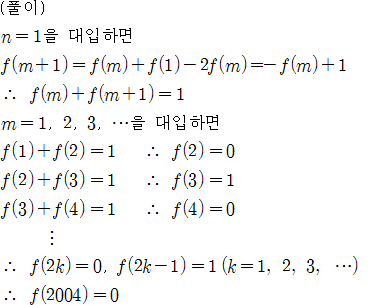 (풀이)
n=1을 대입하면
f(m+1)=f(m)+f(1)-2f(m)=-f(m)+1
∴ f(m)+f(m+1)=1
m=1, 2, 3, ⋯을 대입하면
f(1)+f(2)=1 ∴ f(2)=0
f(2)+f(3)=1 ∴ f(3)=1
f(3)+f(4)=1 ∴ f(4)=0
⋮
∴ f(2k)=0, f(2k-1)=1 (k=1, 2, 3, ⋯)
∴ f(2004)=0